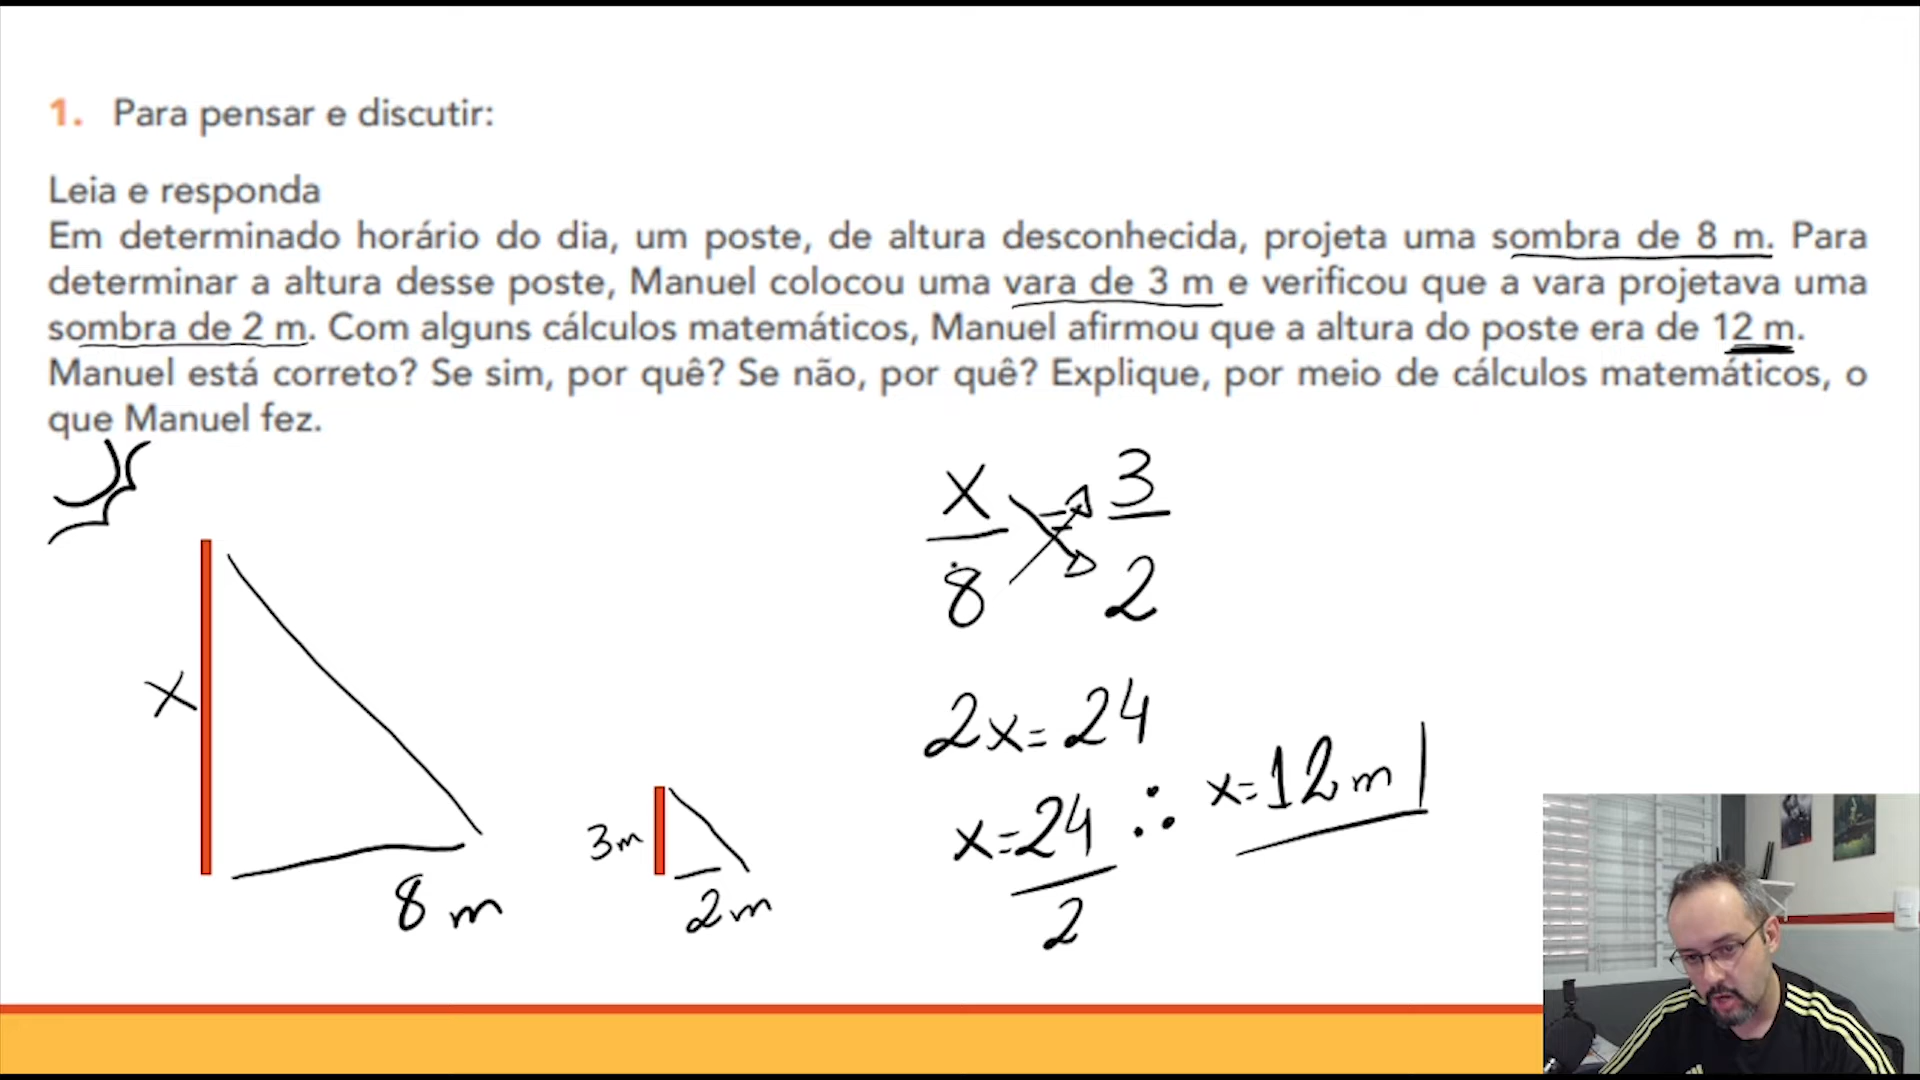 1. Para pensar e discutir:
Leia e responda
Em determinado horário do dia, um poste, de altura desconhecida, projeta uma sombra de 8 m. Para
determinar a altura desse poste, Manuel colocou uma vara de 3 m e verificou que a vara projetava uma
sombra de 2 m. Com alguns cálculos matemáticos, Manuel afirmou que a altura do poste era de 12 m.
Manuel está correto? Se sim, por quê? Se não, por quê? Explique, por meio de cálculos matemáticos, o
que Manuel fez.
x
8 m
3m
2m
x = 3
8 2
2x = 24
x = 24 ∴ x = 12 m
2